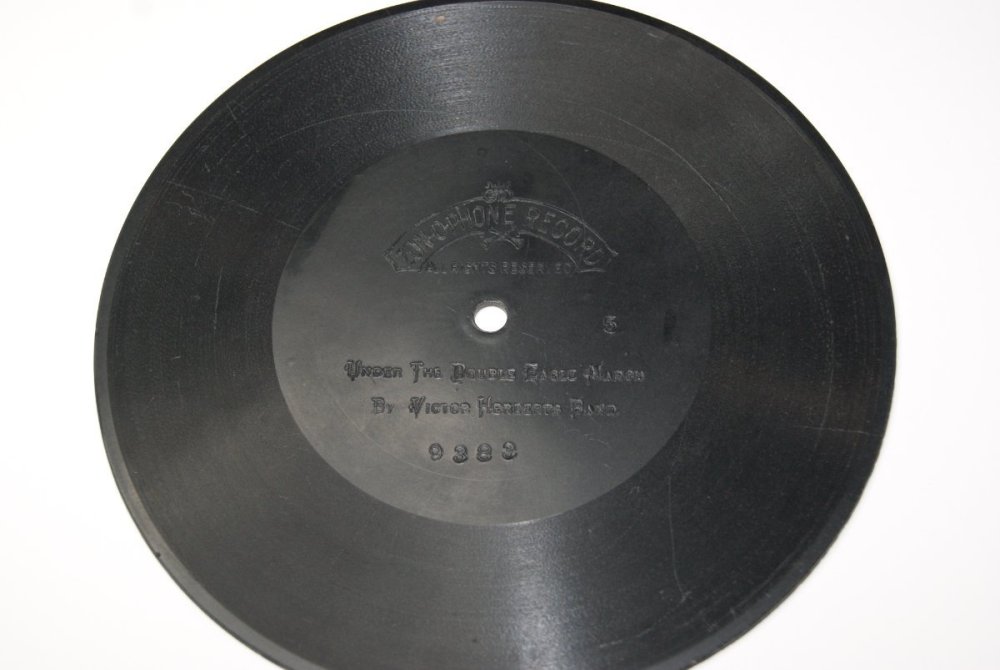 ZON-O-PHONE RECORD
ALL RIGHTS RESERVED
5
UNDER THE DOUBLE EAGLE MARCH
BY VICTOR HERBERTS BAND
9383